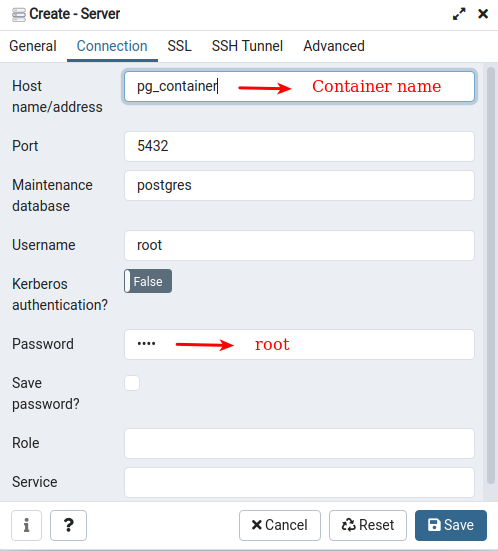 Create - Server
General Connection SSL SSH Tunnel Advanced
Host name/address
pg_container
Container name
Port
5432
Maintenance database
postgres
Username
root
Kerberos authentication?
False
Password
••••
root
Save password?
Role
Service
i ? Cancel Reset Save